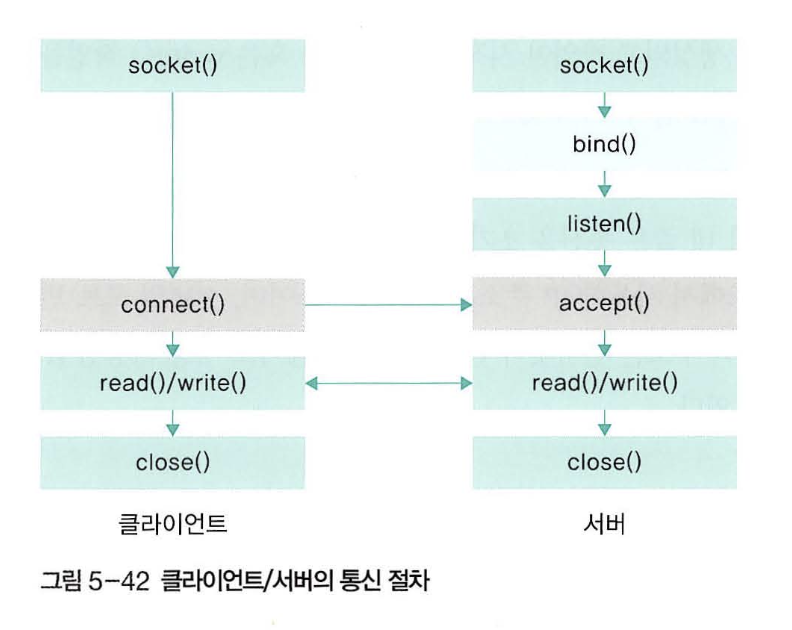 socket()
socket()
bind()
listen()
connect()
accept()
read()/write()
read()/write()
close()
close()
클라이언트
서버
그림 5-42 클라이언트/서버의 통신 절차